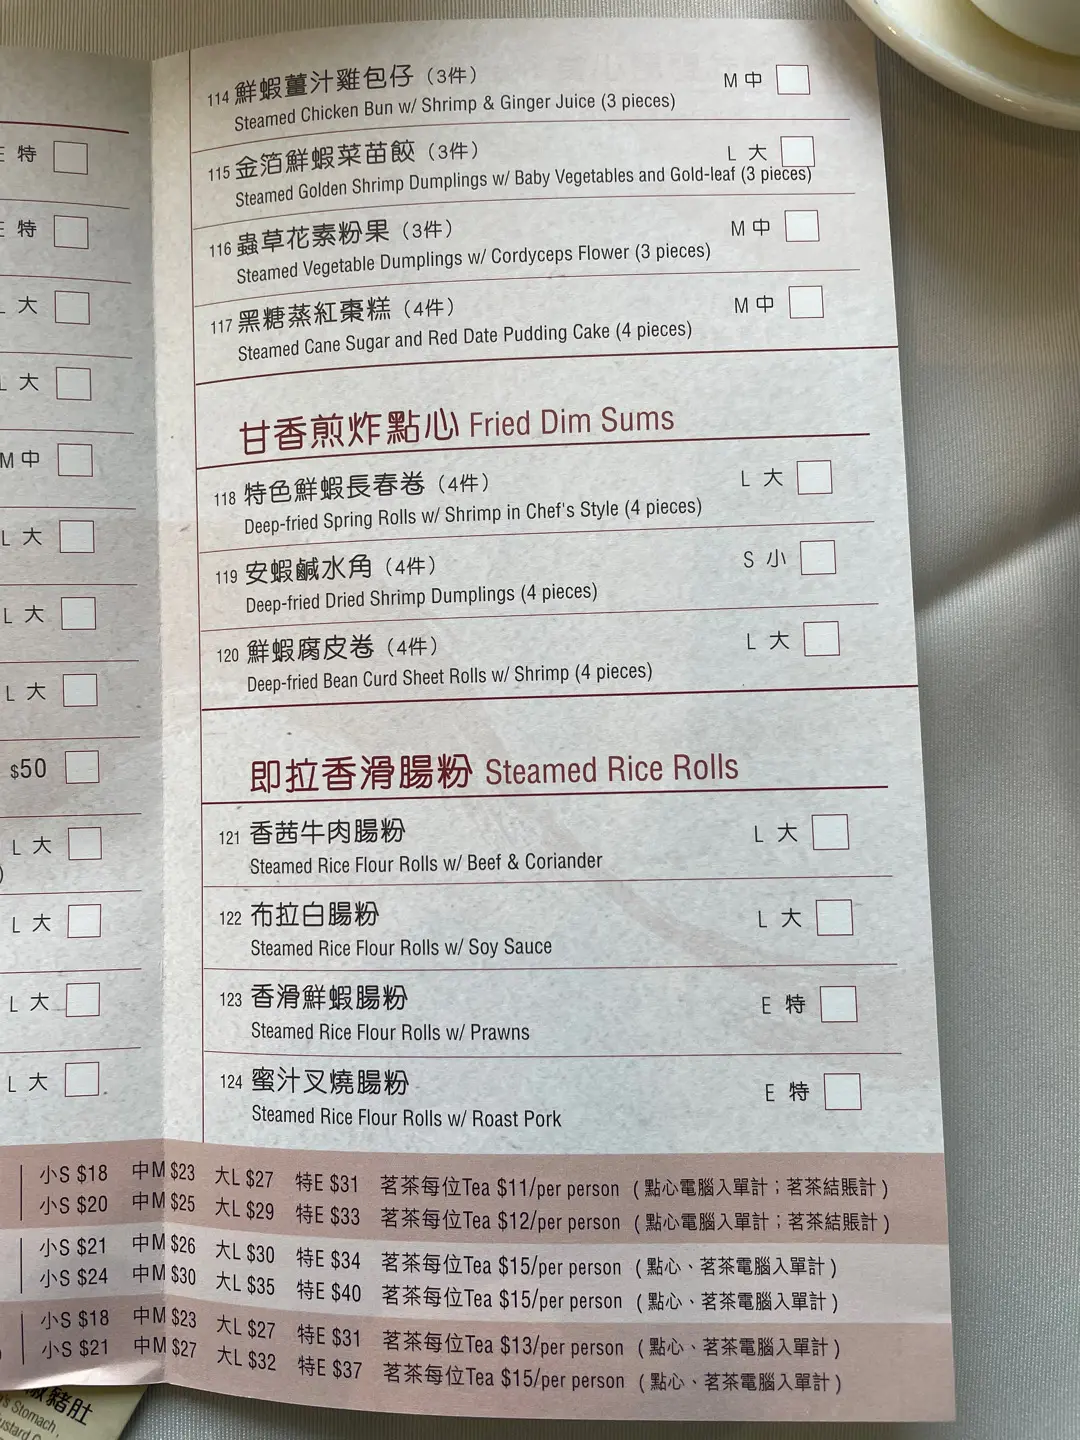 E 特
E 特
L 大
L 大
M 中
L 大
L 大
L 大
$50
L 大
)
L 大
L 大
L 大
114 鮮蝦薑汁雞包仔（3件） M 中
Steamed Chicken Bun w/ Shrimp & Ginger Juice (3 pieces)
115 金箔鮮蝦菜苗餃（3件） L 大
Steamed Golden Shrimp Dumplings w/ Baby Vegetables and Gold-leaf (3 pieces)
116 蟲草花素粉果（3件） M 中
Steamed Vegetable Dumplings w/ Cordyceps Flower (3 pieces)
117 黑糖蒸紅棗糕（4件） M 中
Steamed Cane Sugar and Red Date Pudding Cake (4 pieces)
甘香煎炸點心 Fried Dim Sums
118 特色鮮蝦長春卷（4件） L 大
Deep-fried Spring Rolls w/ Shrimp in Chef's Style (4 pieces)
119 安蝦鹹水角（4件） S 小
Deep-fried Dried Shrimp Dumplings (4 pieces)
120 鮮蝦腐皮卷（4件） L 大
Deep-fried Bean Curd Sheet Rolls w/ Shrimp (4 pieces)
即拉香滑腸粉 Steamed Rice Rolls
121 香茜牛肉腸粉 L 大
Steamed Rice Flour Rolls w/ Beef & Coriander
122 布拉白腸粉 L 大
Steamed Rice Flour Rolls w/ Soy Sauce
123 香滑鮮蝦腸粉 E 特
Steamed Rice Flour Rolls w/ Prawns
124 蜜汁叉燒腸粉 E 特
Steamed Rice Flour Rolls w/ Roast Pork
小S $18 中M $23 大L $27 特E $31 茗茶每位Tea $11/per person（點心電腦入單計；茗茶結賬計）
小S $20 中M $25 大L $29 特E $33 茗茶每位Tea $12/per person（點心電腦入單計；茗茶結賬計）
小S $21 中M $26 大L $30 特E $34 茗茶每位Tea $15/per person（點心、茗茶電腦入單計）
小S $24 中M $30 大L $35 特E $40 茗茶每位Tea $15/per person（點心、茗茶電腦入單計）
小S $18 中M $23 大L $27 特E $31 茗茶每位Tea $13/per person（點心、茗茶電腦入單計）
小S $21 中M $27 大L $32 特E $37 茗茶每位Tea $15/per person（點心、茗茶電腦入單計）
豬肚
Stomach,